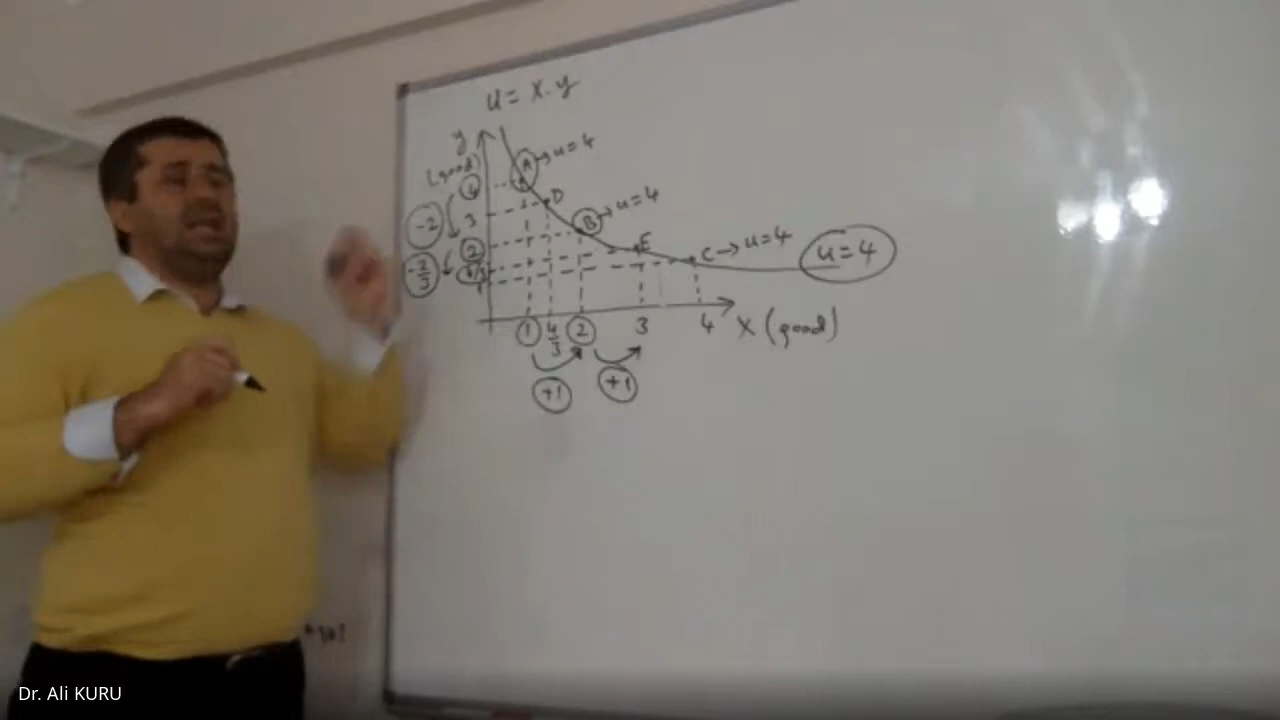 u = x.y
y
(good)
4
3
2
4/3
1
-2
-2/3
A → u=4
D
B → u=4
E
C → u=4
u=4
1
4/3
2
3
4
x (good)
+1
+1
Dr. Ali KURU